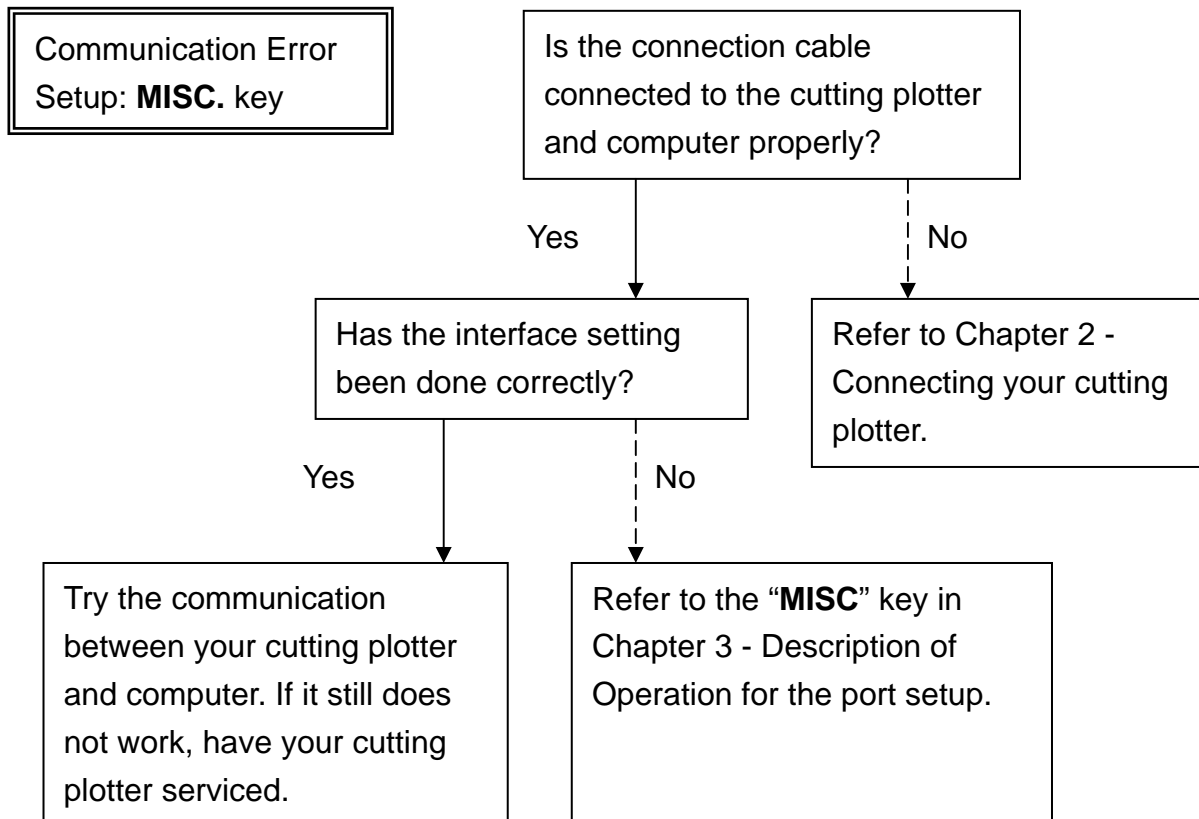 Communication Error
Setup: MISC. key
Is the connection cable
connected to the cutting plotter
and computer properly?
Yes
No
Has the interface setting
been done correctly?
Refer to Chapter 2 -
Connecting your cutting
plotter.
Yes
No
Try the communication
between your cutting plotter
and computer. If it still does
not work, have your cutting
plotter serviced.
Refer to the “MISC” key in
Chapter 3 - Description of
Operation for the port setup.